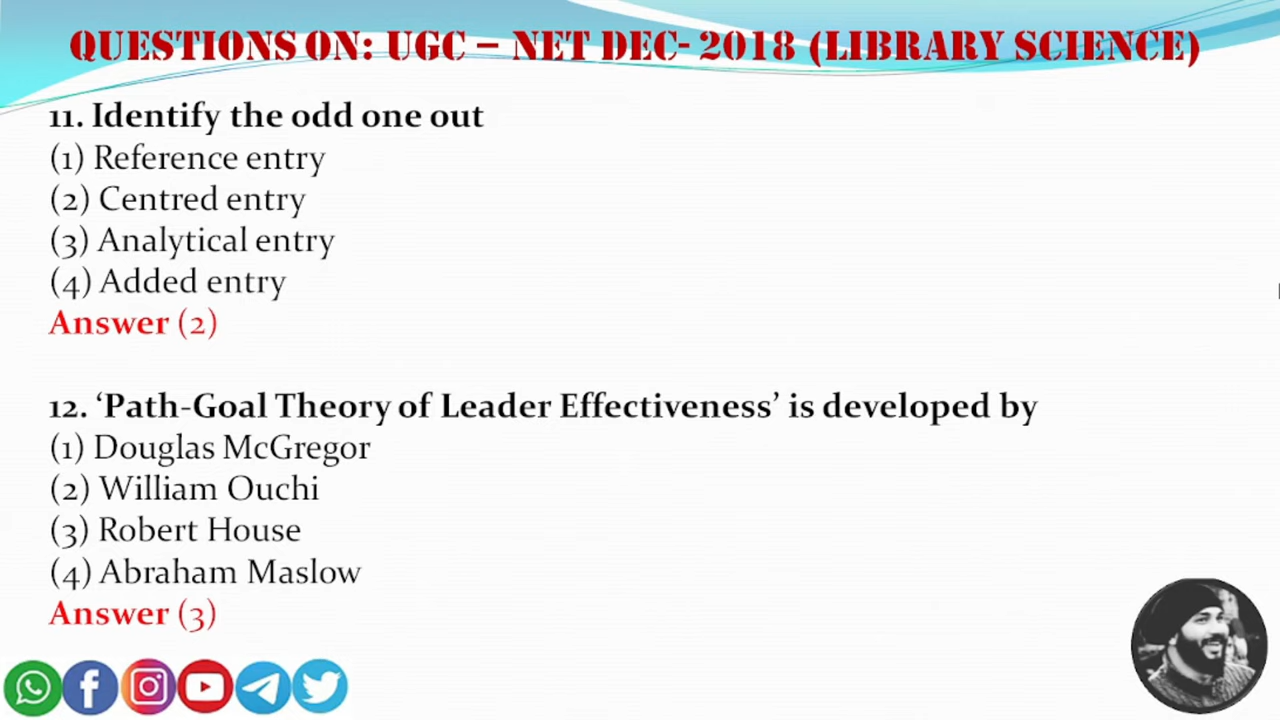 QUESTIONS ON: UGC – NET DEC- 2018 (LIBRARY SCIENCE)
11. Identify the odd one out
(1) Reference entry
(2) Centred entry
(3) Analytical entry
(4) Added entry
Answer (2)
12. ‘Path-Goal Theory of Leader Effectiveness’ is developed by
(1) Douglas McGregor
(2) William Ouchi
(3) Robert House
(4) Abraham Maslow
Answer (3)